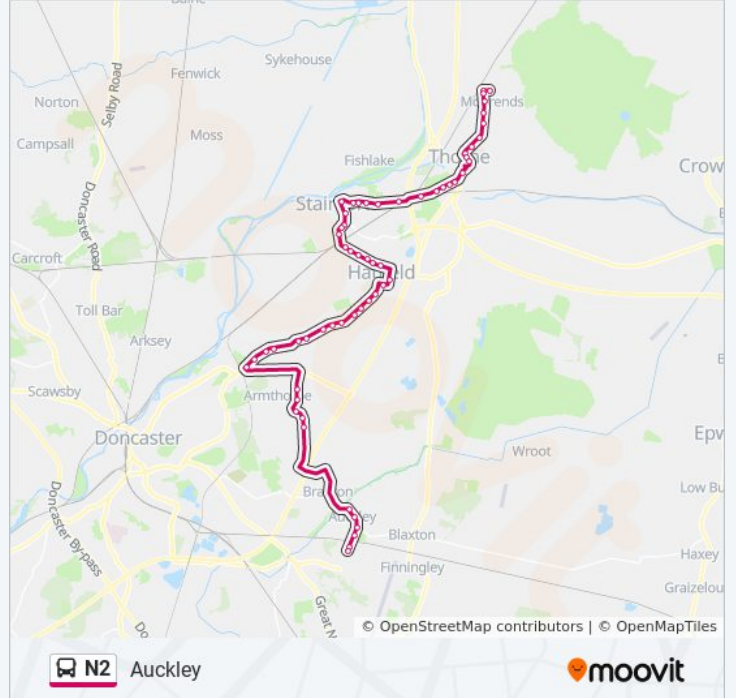 Baine
Sykehouse
Fenwick
Selby Road
Norton
Moorends
Moss
Campsall
Fishlake
Thorne
Crow
Stain
Doncaster Road
Carcroft
Hatfield
Toll Bar
Arksey
Scawsby
Armthorpe
Doncaster
Epw
Wroot
Low Bu
Branton
Doncaster By-pass
Auckley
Blaxton
Haxey
Finningley
Graizelou
Great N
Do
© OpenStreetMap contributors | © OpenMapTiles
N2 Auckley
moovit